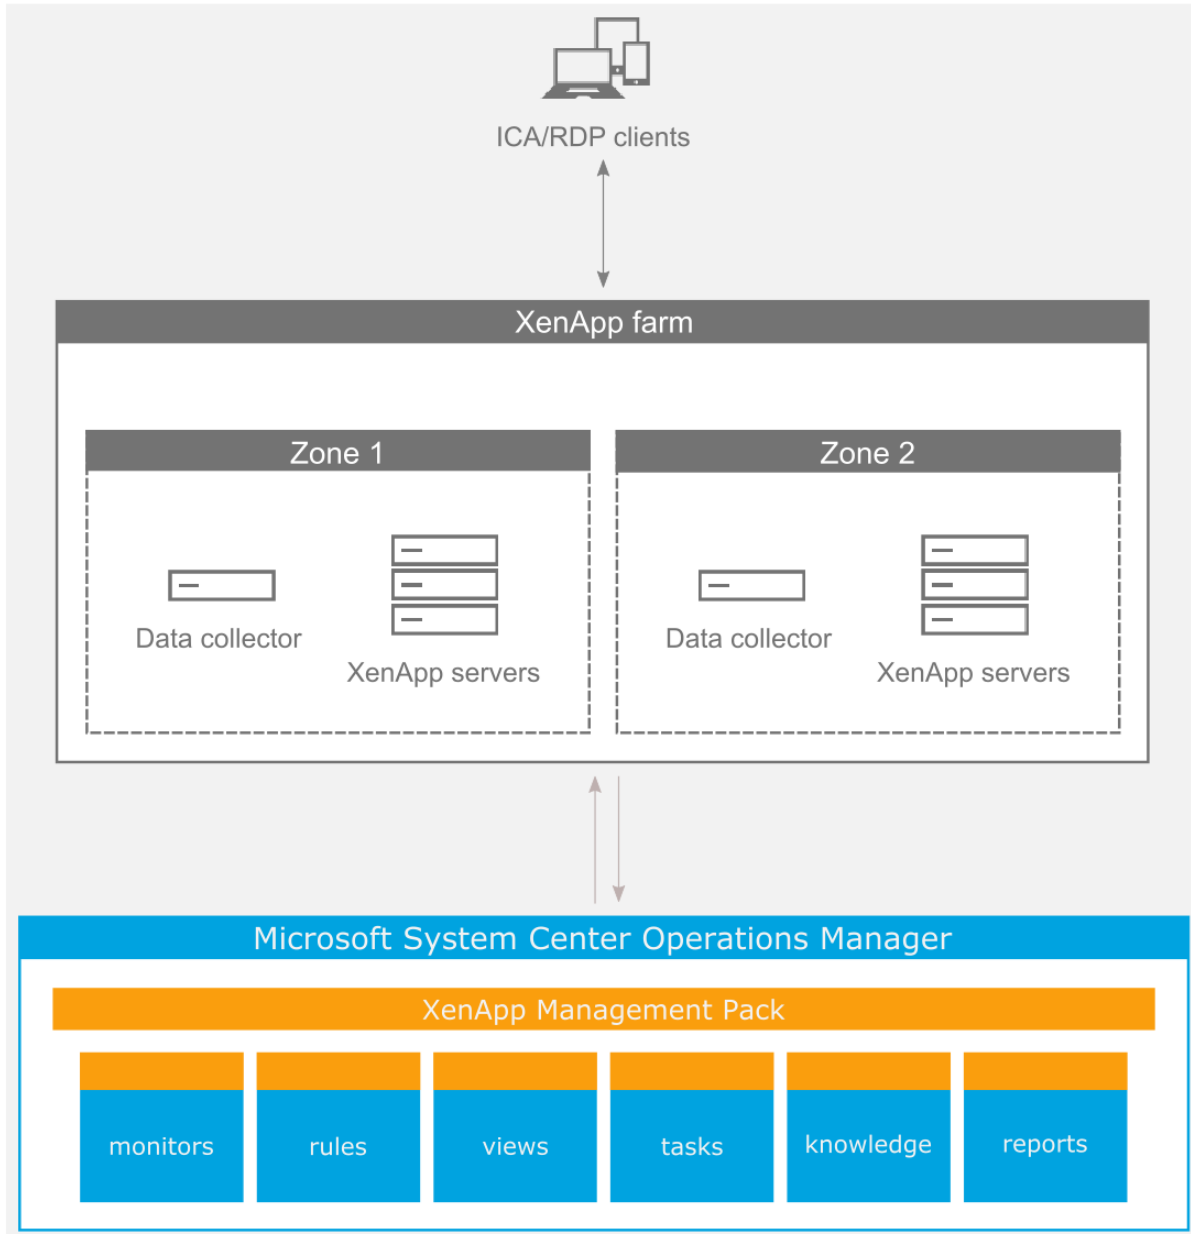 ICA/RDP clients
XenApp farm
Zone 1
Zone 2
Data collector
XenApp servers
Data collector
XenApp servers
Microsoft System Center Operations Manager
XenApp Management Pack
monitors
rules
views
tasks
knowledge
reports